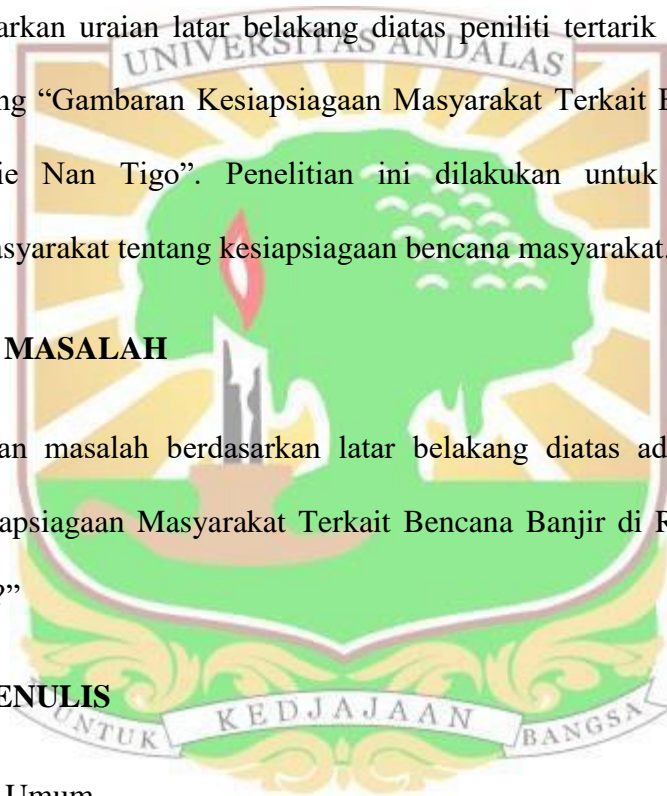 arkan uraian latar belakang diatas peniliti tertarik
UNIVERSITAS ANDALAS
ng “Gambaran Kesiapsiagaan Masyarakat Terkait B
ie Nan Tigo”. Penelitian ini dilakukan untuk
asyarakat tentang kesiapsiagaan bencana masyarakat.
MASALAH
an masalah berdasarkan latar belakang diatas ad
iapsiagaan Masyarakat Terkait Bencana Banjir di R
?”
ENULIS
UNTUK KEDJAJAAN BANGSA
Umum